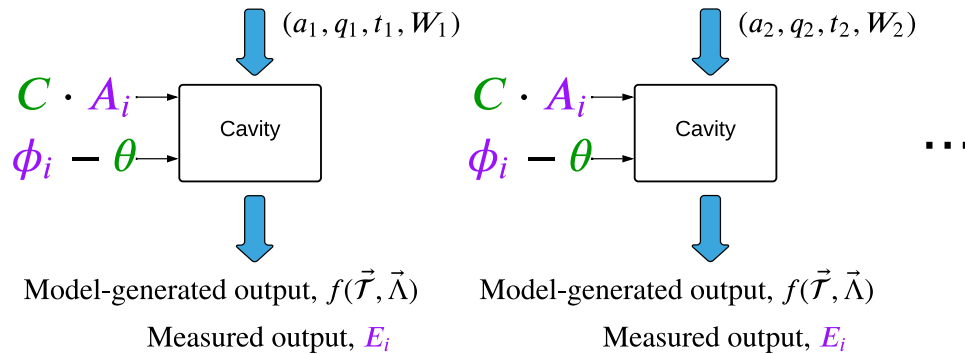 (a₁, q₁, t₁, W₁)
C · Aᵢ
ϕᵢ − θ
Cavity
Model-generated output, f(𝒯⃗, Λ⃗)
Measured output, Eᵢ
(a₂, q₂, t₂, W₂)
C · Aᵢ
ϕᵢ − θ
Cavity
Model-generated output, f(𝒯⃗, Λ⃗)
Measured output, Eᵢ
...